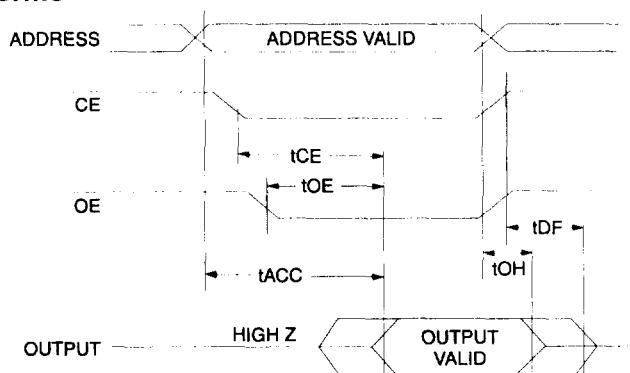 ADDRESS
ADDRESS VALID
CE
tCE
tOE
OE
tDF
tOH
tACC
HIGH Z
OUTPUT
OUTPUT
VALID